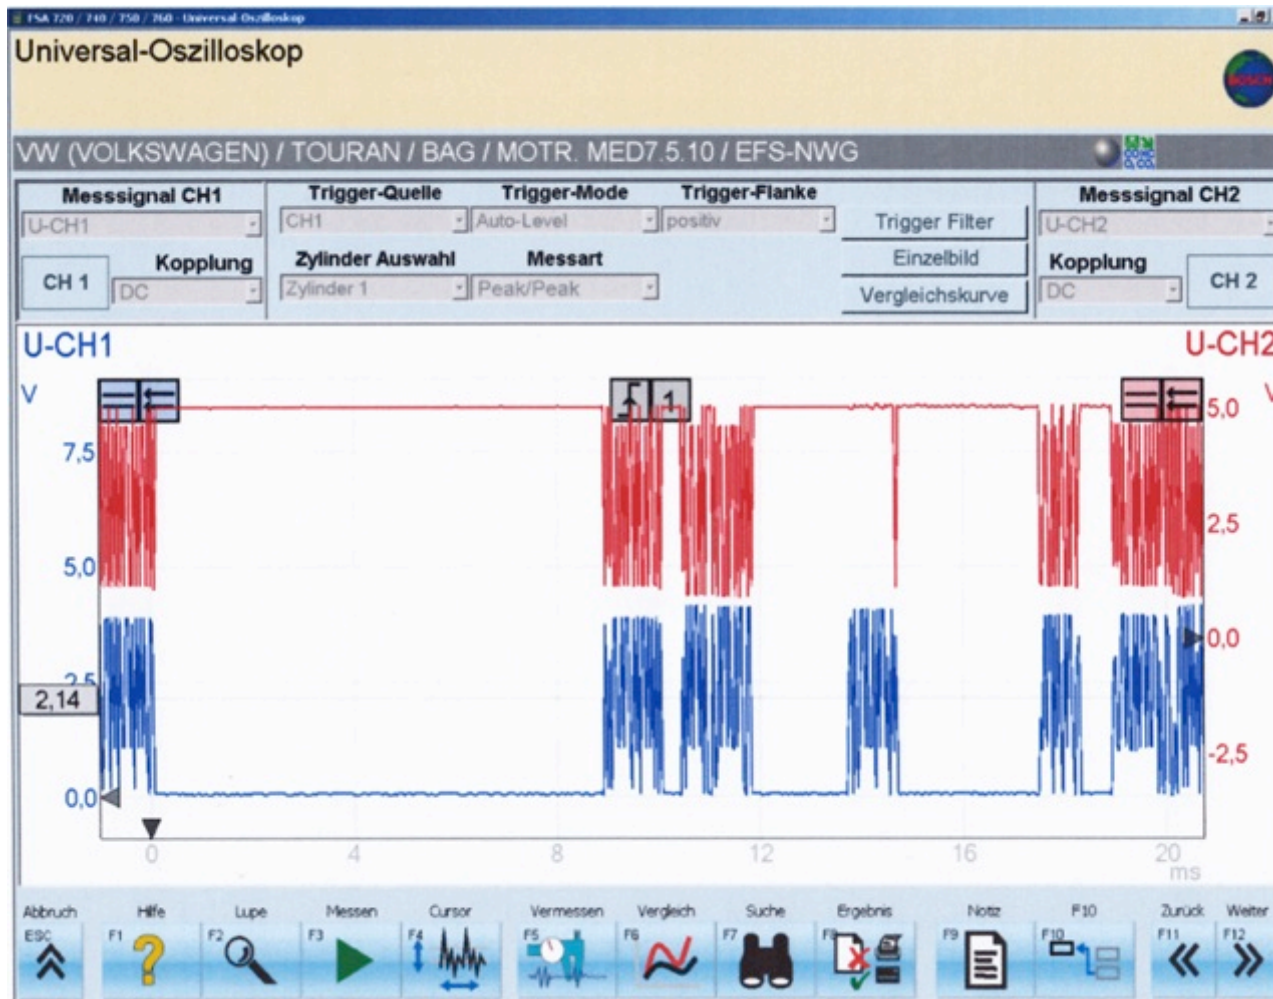 FSA 720 / 740 / 750 / 760 - Universal-Oszilloskop
Universal-Oszilloskop
BOSCH
VW (VOLKSWAGEN) / TOURAN / BAG / MOTR. MED7.5.10 / EFS-NWG
Messsignal CH1
Trigger-Quelle
Trigger-Mode
Trigger-Flanke
Messsignal CH2
U-CH1
CH1
Auto-Level
positiv
Trigger Filter
U-CH2
Kopplung
Zylinder Auswahl
Messart
Einzelbild
Kopplung
CH 1
DC
Zylinder 1
Peak/Peak
Vergleichskurve
DC
CH 2
U-CH1
U-CH2
V
V
1
5,0
7,5
2,5
5,0
0,0
2,5
2,14
-2,5
0,0
0
4
8
12
16
20
ms
Abbruch
Hilfe
Lupe
Messen
Cursor
Vermessen
Vergleich
Suche
Ergebnis
Notiz
F10
Zurück
Weiter
ESC
F1
F2
F3
F4
F5
F6
F7
F8
F9
F10
F11
F12